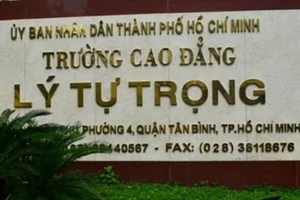 ỦY BAN NHÂN DÂN THÀNH PHỐ HỒ CHÍ MINH
TRƯỜNG CAO ĐẲNG
LÝ TỰ TRỌNG
PHƯỜNG 4, QUẬN TÂN BÌNH, TP.HỒ CHÍ MINH
40567 - FAX: (028) 38118676